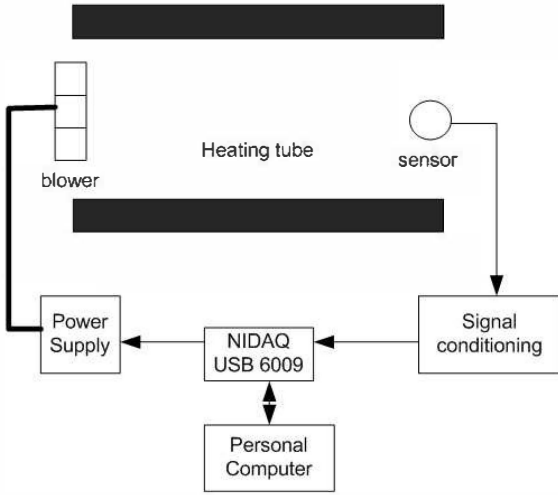 Heating tube
blower
sensor
Power
Supply
NIDAQ
USB 6009
Signal
conditioning
Personal
Computer